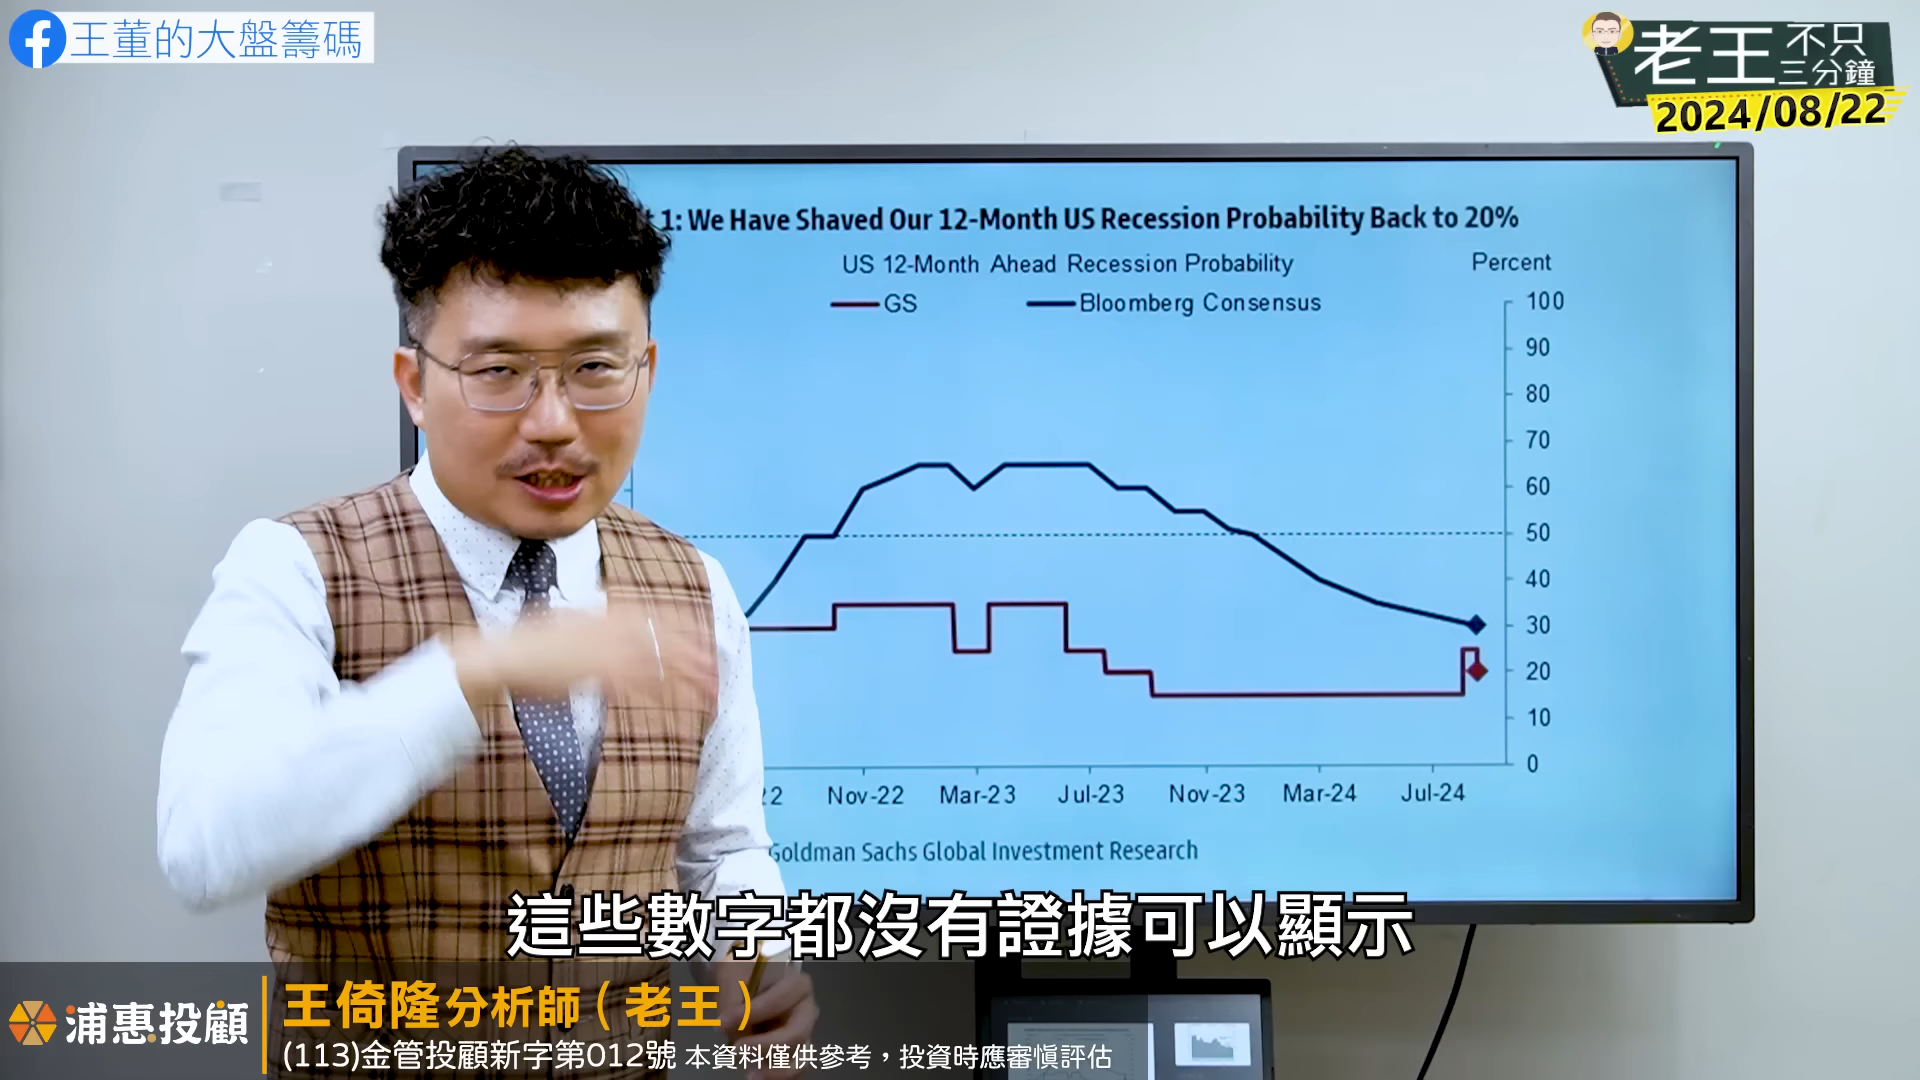 王董的大盤籌碼
老王不只三分鐘
2024/08/22
1: We Have Shaved Our 12-Month US Recession Probability Back to 20%
US 12-Month Ahead Recession Probability
Percent
GS
Bloomberg Consensus
100
90
80
70
60
50
40
30
20
10
0
22 Nov-22 Mar-23 Jul-23 Nov-23 Mar-24 Jul-24
Goldman Sachs Global Investment Research
這些數字都沒有證據可以顯示
浦惠投顧
王倚隆分析師(老王)
(113)金管投顧新字第012號 本資料僅供參考，投資時應審慎評估